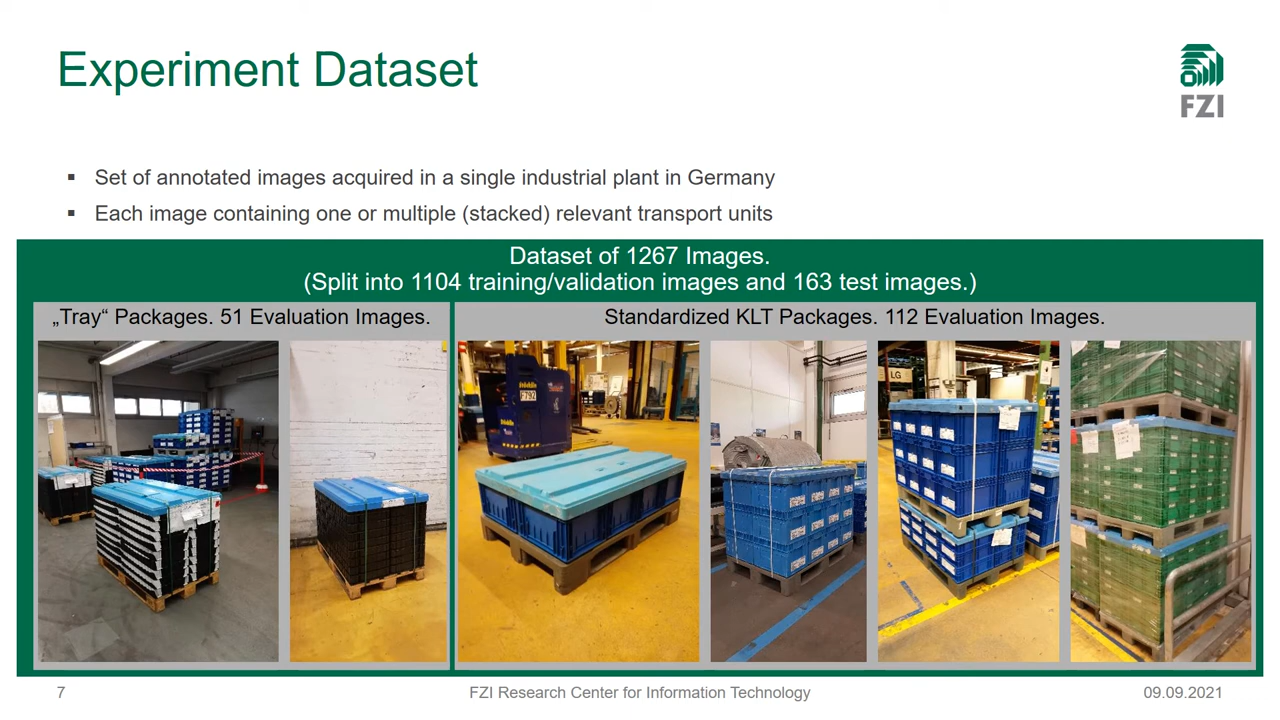 Experiment Dataset
FZI
▪ Set of annotated images acquired in a single industrial plant in Germany
▪ Each image containing one or multiple (stacked) relevant transport units
Dataset of 1267 Images.
(Split into 1104 training/validation images and 163 test images.)
„Tray“ Packages. 51 Evaluation Images.
Standardized KLT Packages. 112 Evaluation Images.
F792
LG
7
FZI Research Center for Information Technology
09.09.2021